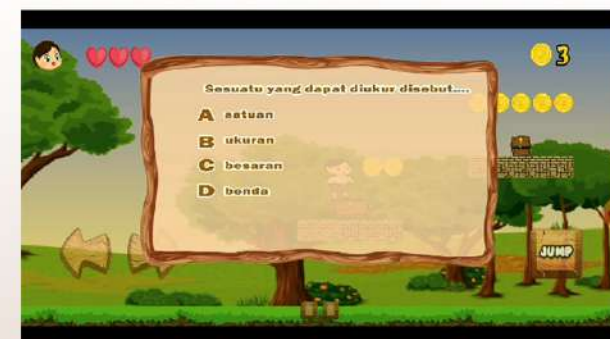 3
Sesuatu yang dapat diukur disebut....
A satuan
B ukuran
C besaran
D benda
JUMP